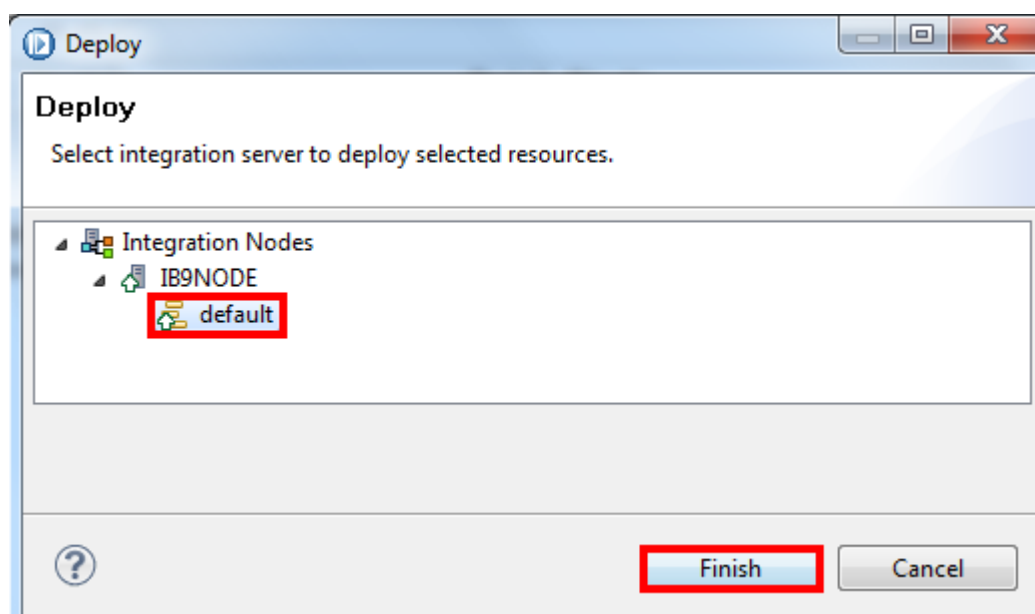 Deploy
Deploy
Select integration server to deploy selected resources.
Integration Nodes
IB9NODE
default
Finish
Cancel